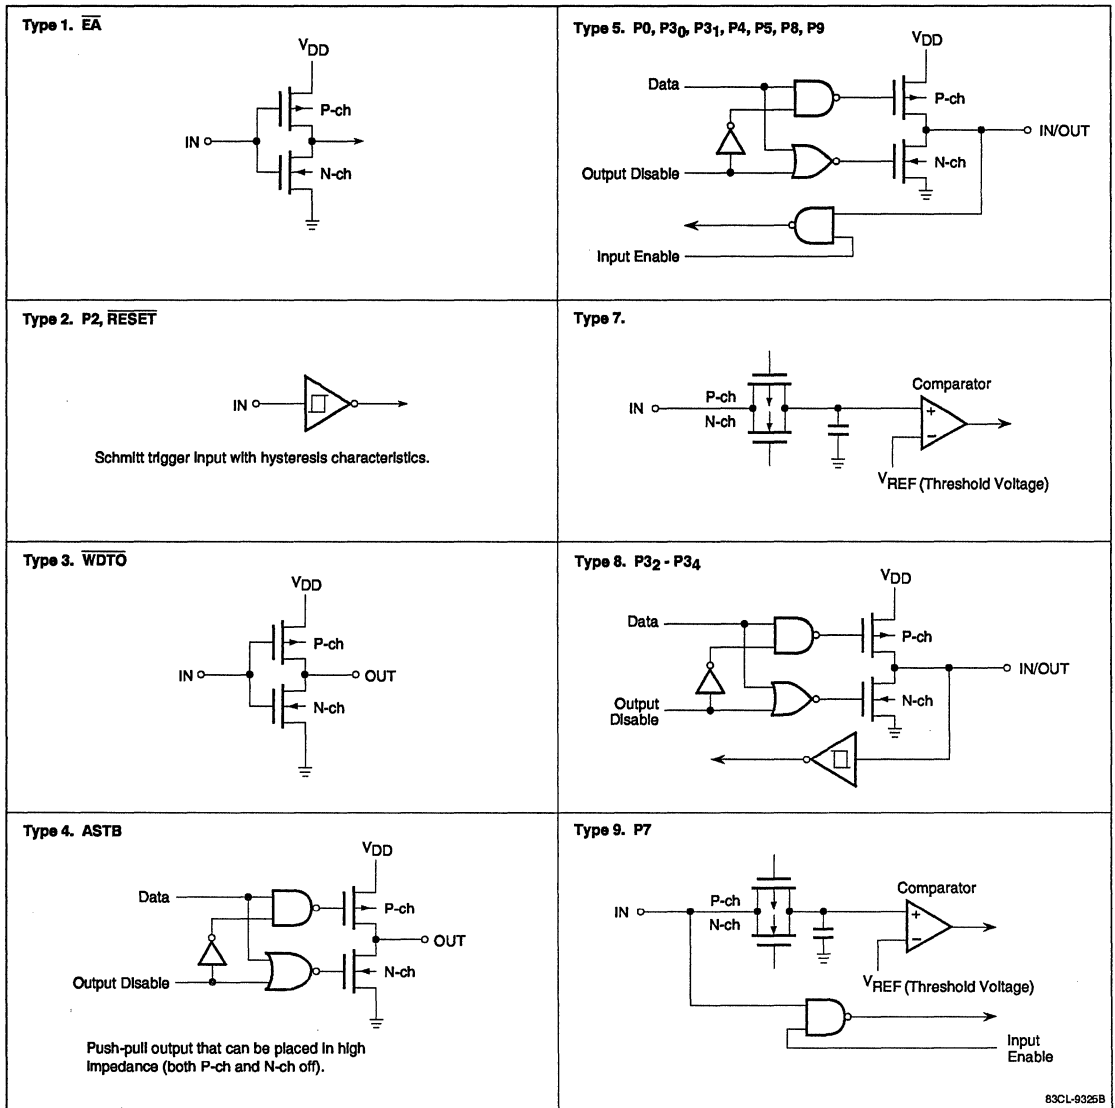 Type 1. EA
VDD
P-ch
IN
N-ch
Type 2. P2, RESET
IN
Schmitt trigger input with hysteresis characteristics.
Type 3. WDTO
VDD
P-ch
IN
OUT
N-ch
Type 4. ASTB
VDD
Data
P-ch
OUT
N-ch
Output Disable
Push-pull output that can be placed in high
impedance (both P-ch and N-ch off).
Type 5. P0, P30, P31, P4, P5, P8, P9
VDD
Data
P-ch
IN/OUT
N-ch
Output Disable
Input Enable
Type 7.
Comparator
P-ch
IN
N-ch
+
−
VREF (Threshold Voltage)
Type 8. P32 - P34
VDD
Data
P-ch
IN/OUT
N-ch
Output
Disable
Type 9. P7
Comparator
P-ch
IN
N-ch
+
−
VREF (Threshold Voltage)
Input
Enable
83CL-9325B